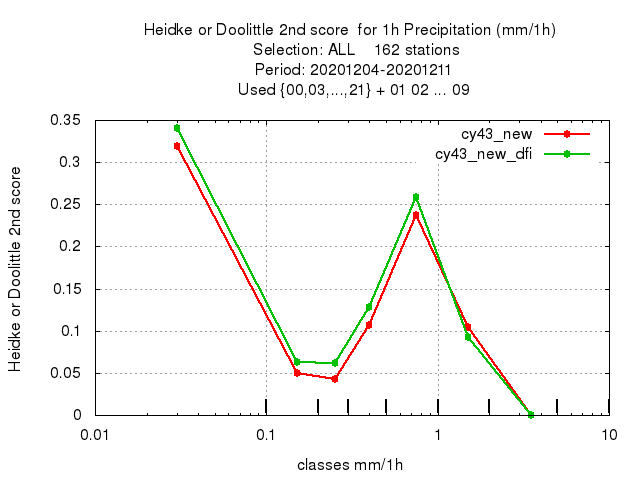 Heidke or Doolittle 2nd score  for 1h Precipitation (mm/1h)
Selection: ALL    162 stations
Period: 20201204-20201211
Used {00,03,...,21} + 01 02 ... 09
Heidke or Doolittle 2nd score
0.35
0.3
0.25
0.2
0.15
0.1
0.05
0
cy43_new
cy43_new_dfi
0.01 0.1 1 10
classes mm/1h